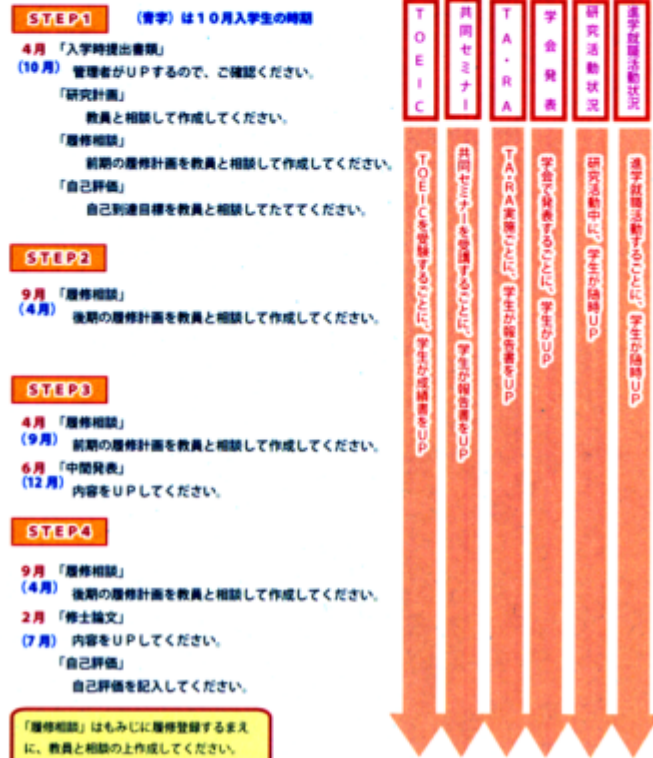 STEP1
(青字)は10月入学生の時期
4月 「入学時提出書類」
(10月) 管理者がUPするので、ご確認ください。
「研究計画」
教員と相談して作成してください。
「履修相談」
前期の履修計画を教員と相談して作成してください。
「自己評価」
自己到達目標を教員と相談してたててください。
STEP2
9月 「履修相談」
(4月) 後期の履修計画を教員と相談して作成してください。
STEP3
4月 「履修相談」
(9月) 前期の履修計画を教員と相談して作成してください。
6月 「中間発表」
(12月) 内容をUPしてください。
STEP4
9月 「履修相談」
(4月) 後期の履修計画を教員と相談して作成してください。
2月 「修士論文」
(7月) 内容をUPしてください。
「自己評価」
自己評価を記入してください。
「履修相談」はもみじに履修登録するまえ
に、教員と相談の上作成してください。
TOEIC
TOEICを受験するごとに、学生が成績書をUP
共同セミナー
共同セミナーを受講するごとに、学生が報告書をUP
TA・RA
TA・RA実施ごとに、学生が報告書をUP
学会発表
学会で発表するごとに、学生がUP
研究活動状況
研究活動中に、学生が随時UP
進学就職活動状況
進学就職活動するごとに、学生が随時UP